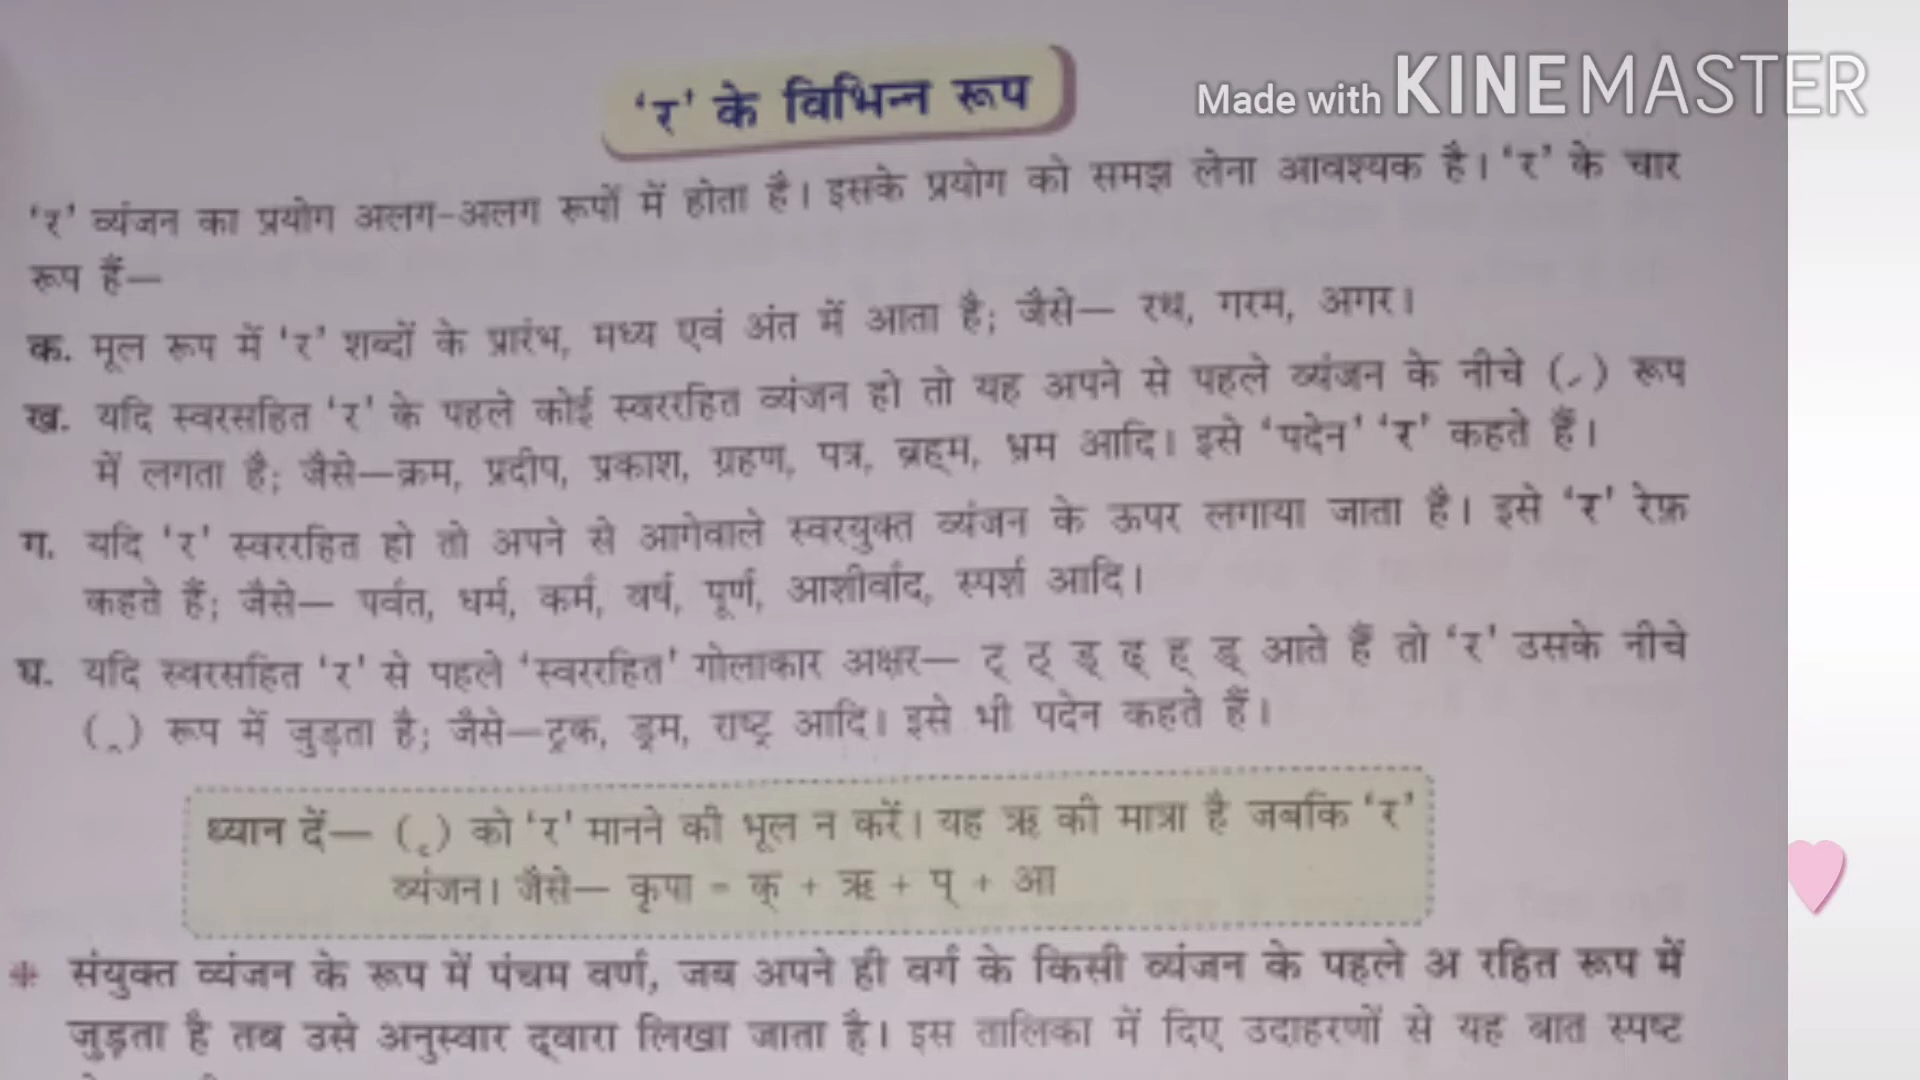 'र' के विभिन्न रूप
Made with KINEMASTER
'र' व्यंजन का प्रयोग अलग-अलग रूपों में होता है। इसके प्रयोग को समझ लेना आवश्यक है। 'र' के चार
रूप हैं—
क. मूल रूप में 'र' शब्दों के प्रारंभ, मध्य एवं अंत में आता है; जैसे— रथ, गरम, अगर।
ख. यदि स्वरसहित 'र' के पहले कोई स्वररहित व्यंजन हो तो यह अपने से पहले व्यंजन के नीचे (्र) रूप
में लगता है; जैसे—क्रम, प्रदीप, प्रकाश, ग्रहण, पत्र, ब्रह्म, भ्रम आदि। इसे 'पदेन' 'र' कहते हैं।
ग. यदि 'र' स्वररहित हो तो अपने से आगेवाले स्वरयुक्त व्यंजन के ऊपर लगाया जाता है। इसे 'र' रेफ़
कहते हैं; जैसे— पर्वत, धर्म, कर्म, वर्ष, पूर्ण, आशीर्वाद, स्पर्श आदि।
घ. यदि स्वरसहित 'र' से पहले 'स्वररहित' गोलाकार अक्षर— ट् ठ् ड् ढ् ह् ड् आते हैं तो 'र' उसके नीचे
(‸) रूप में जुड़ता है; जैसे—ट्रक, ड्रम, राष्ट्र आदि। इसे भी पदेन कहते हैं।
ध्यान दें— (ृ) को 'र' मानने की भूल न करें। यह ऋ की मात्रा है जबकि 'र'
व्यंजन। जैसे— कृपा = क् + ऋ + प् + आ
* संयुक्त व्यंजन के रूप में पंचम वर्ण, जब अपने ही वर्ग के किसी व्यंजन के पहले अ रहित रूप में
जुड़ता है तब उसे अनुस्वार द्वारा लिखा जाता है। इस तालिका में दिए उदाहरणों से यह बात स्पष्ट